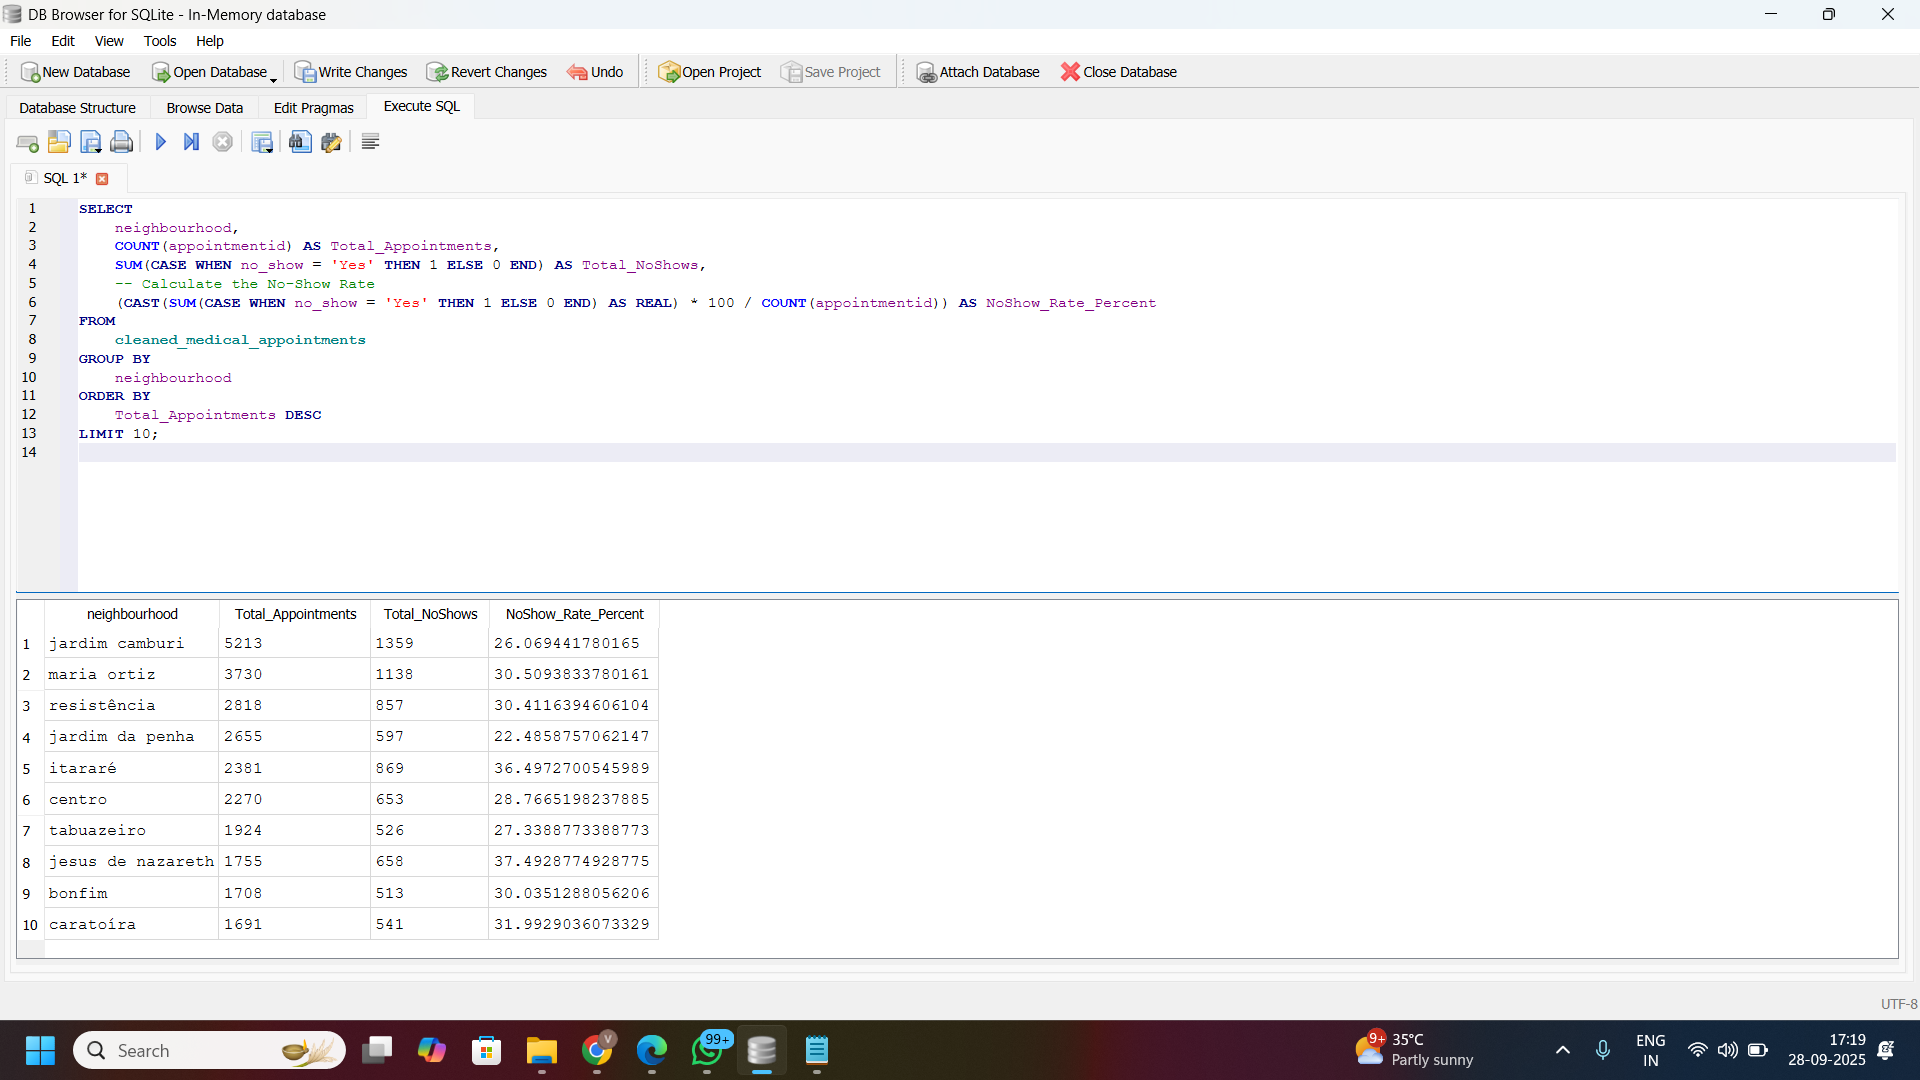 DB Browser for SQLite - In-Memory database
File Edit View Tools Help
New Database Open Database Write Changes Revert Changes Undo Open Project Save Project Attach Database Close Database
Database Structure Browse Data Edit Pragmas Execute SQL
SQL 1*
1 SELECT
2 neighbourhood,
3 COUNT(appointmentid) AS Total_Appointments,
4 SUM(CASE WHEN no_show = 'Yes' THEN 1 ELSE 0 END) AS Total_NoShows,
5 -- Calculate the No-Show Rate
6 (CAST(SUM(CASE WHEN no_show = 'Yes' THEN 1 ELSE 0 END) AS REAL) * 100 / COUNT(appointmentid)) AS NoShow_Rate_Percent
7 FROM
8 cleaned_medical_appointments
9 GROUP BY
10 neighbourhood
11 ORDER BY
12 Total_Appointments DESC
13 LIMIT 10;
14
neighbourhood Total_Appointments Total_NoShows NoShow_Rate_Percent
1 jardim camburi 5213 1359 26.069441780165
2 maria ortiz 3730 1138 30.5093833780161
3 resistência 2818 857 30.4116394606104
4 jardim da penha 2655 597 22.4858757062147
5 itararé 2381 869 36.4972700545989
6 centro 2270 653 28.7665198237885
7 tabuazeiro 1924 526 27.3388773388773
8 jesus de nazareth 1755 658 37.4928774928775
9 bonfim 1708 513 30.0351288056206
10 caratoíra 1691 541 31.9929036073329
UTF-8
Search
V
99+
9+
35°C
Partly sunny
ENG
IN
17:19
28-09-2025